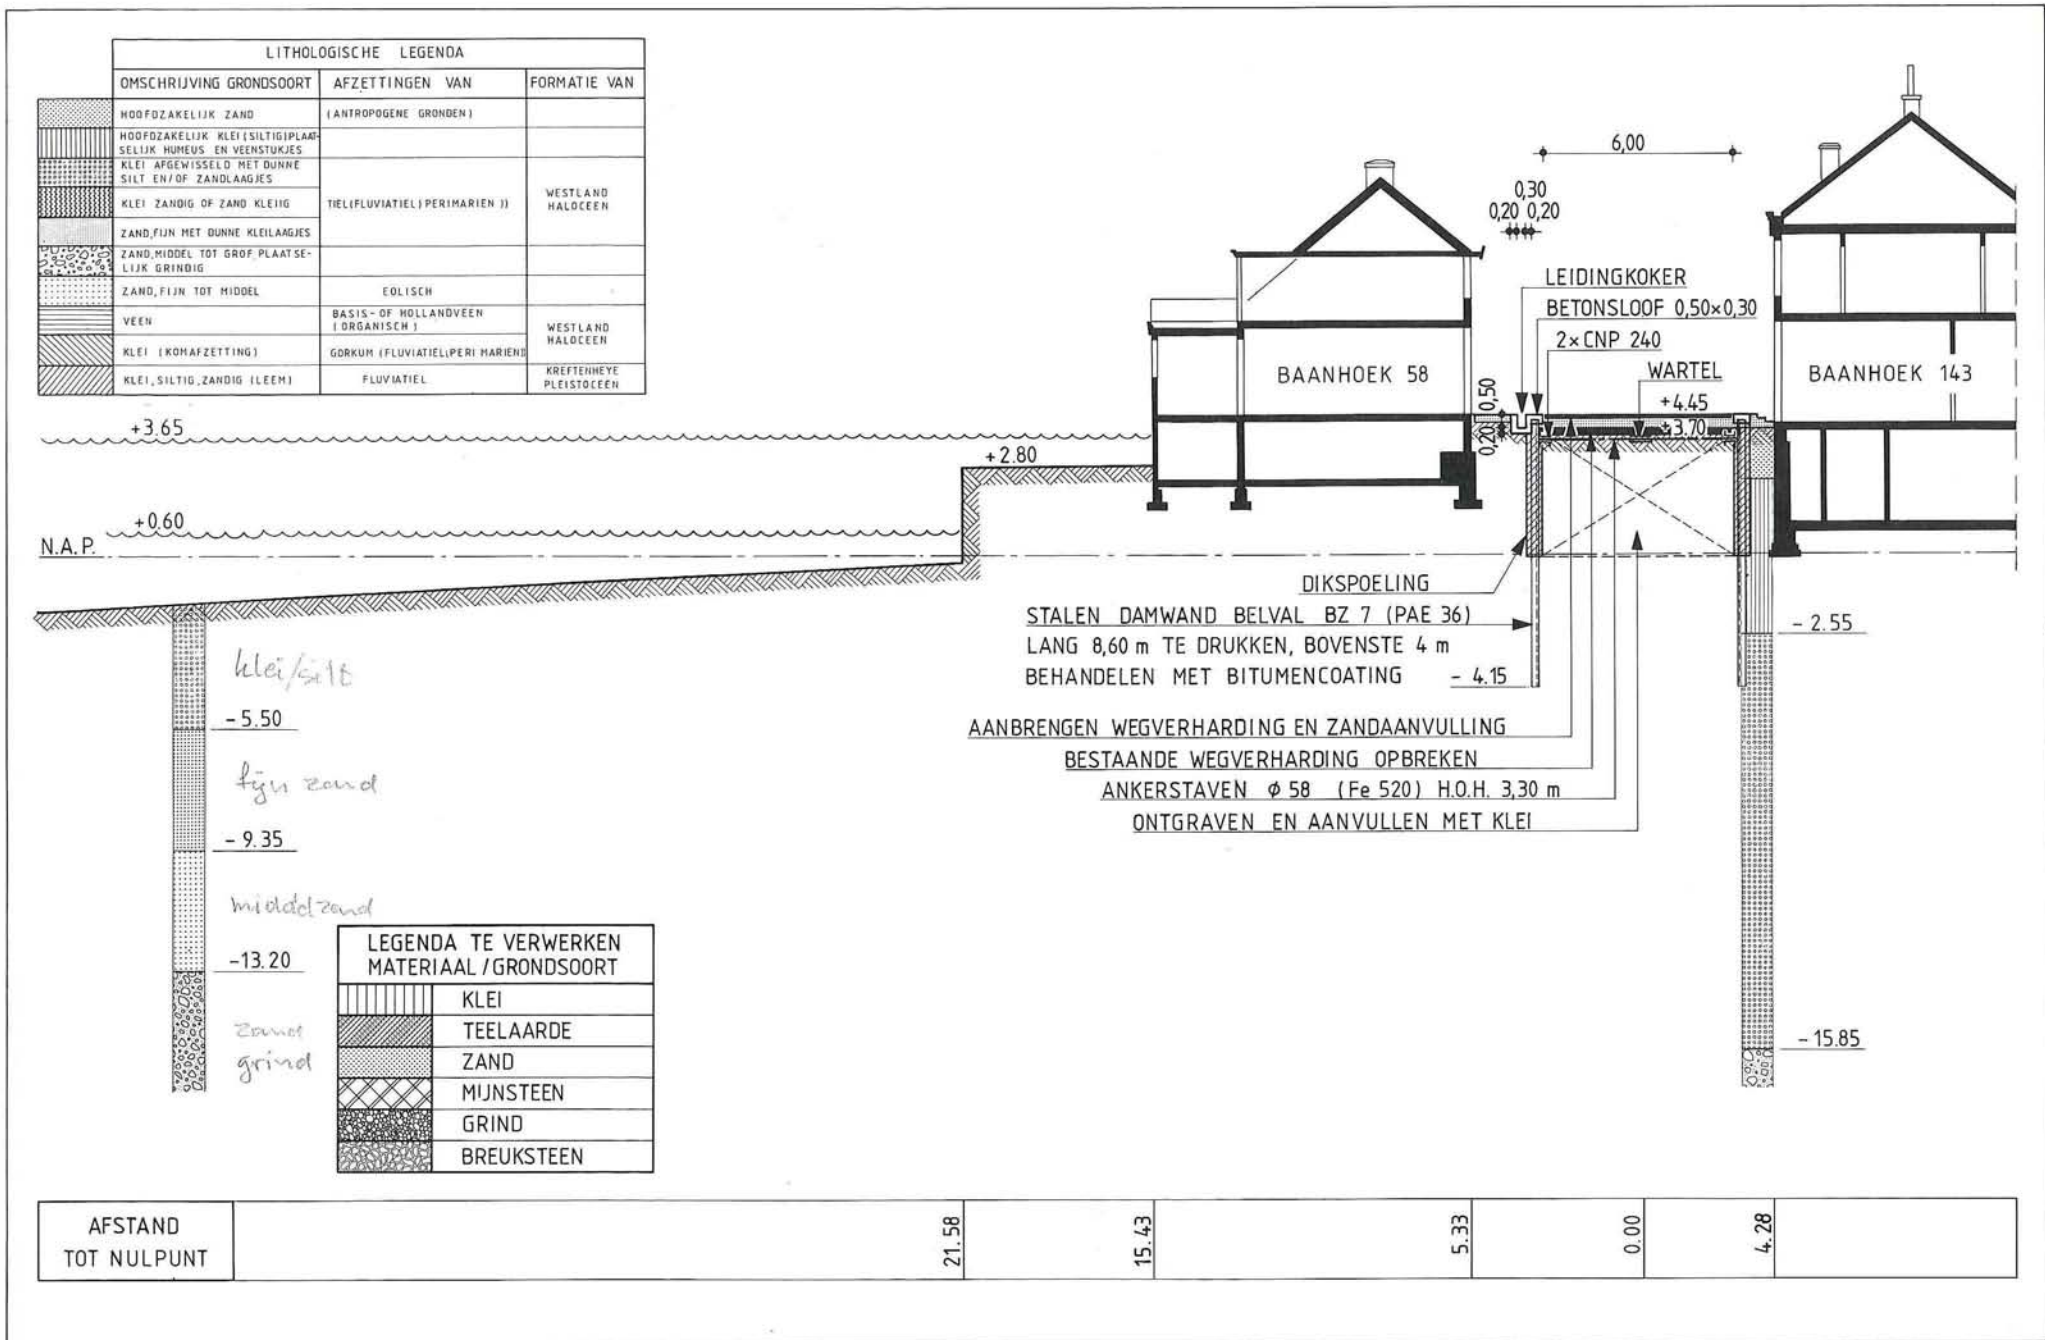 LITHOLOGISCHE LEGENDA
OMSCHRIJVING GRONDSOORT AFZETTINGEN VAN FORMATIE VAN
HOOFDZAKELIJK ZAND (ANTROPOGENE GRONDEN)
HOOFDZAKELIJK KLEI (SILTIG) PLAAT-
SELIJK HUMEUS EN VEENSTUKJES
KLEI AFGEWISSELD MET DUNNE
SILT EN/OF ZANDLAAGJES
KLEI ZANDIG OF ZAND KLEIIG TIEL (FLUVIATIEL) PERIMARIEN )) WESTLAND
HALOCEEN
ZAND, FIJN MET DUNNE KLEILAAGJES
ZAND, MIDDEL TOT GROF, PLAATSE-
LIJK GRINDIG
ZAND, FIJN TOT MIDDEL EOLISCH
VEEN BASIS- OF HOLLANDVEEN
(ORGANISCH) WESTLAND
HALOCEEN
KLEI (KOMAFZETTING) GORKUM (FLUVIATIEL(PERI MARIEN))
KLEI, SILTIG, ZANDIG (LEEM) FLUVIATIEL KREFTENHEYE
PLEISTOCEEN
6,00
0,30
0,20 0,20
LEIDINGKOKER
BETONSLOOF 0,50×0,30
2×CNP 240
WARTEL
BAANHOEK 58
BAANHOEK 143
0,50
0,20
+4.45
+3.70
+3.65
+2.80
+0.60
N.A.P.
DIKSPOELING
STALEN DAMWAND BELVAL BZ 7 (PAE 36)
LANG 8,60 m TE DRUKKEN, BOVENSTE 4 m
BEHANDELEN MET BITUMENCOATING
- 4.15
- 2.55
AANBRENGEN WEGVERHARDING EN ZANDAANVULLING
BESTAANDE WEGVERHARDING OPBREKEN
ANKERSTAVEN ϕ 58 (Fe 520) H.O.H. 3,30 m
ONTGRAVEN EN AANVULLEN MET KLEI
klei/silt
- 5.50
fijn zand
- 9.35
middelzand
-13.20
zand
grind
- 15.85
LEGENDA TE VERWERKEN
MATERIAAL / GRONDSOORT
KLEI
TEELAARDE
ZAND
MIJNSTEEN
GRIND
BREUKSTEEN
AFSTAND
TOT NULPUNT
21.58
15.43
5.33
0.00
4.28